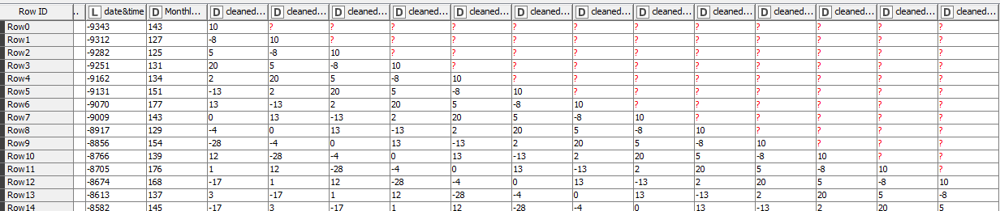 Row ID .. L date&time D Monthl... D cleaned... D cleaned... D cleaned... D cleaned... D cleaned... D cleaned... D cleaned... D cleaned... D cleaned... D cleaned... D cleaned... D cleaned... D cleaned...
Row0 -9343 143 10 ? ? ? ? ? ? ? ? ? ? ? ?
Row1 -9312 127 -8 10 ? ? ? ? ? ? ? ? ? ? ?
Row2 -9282 125 5 -8 10 ? ? ? ? ? ? ? ? ? ?
Row3 -9251 131 20 5 -8 10 ? ? ? ? ? ? ? ? ?
Row4 -9162 134 2 20 5 -8 10 ? ? ? ? ? ? ? ?
Row5 -9131 151 -13 2 20 5 -8 10 ? ? ? ? ? ? ?
Row6 -9070 177 13 -13 2 20 5 -8 10 ? ? ? ? ? ?
Row7 -9009 143 0 13 -13 2 20 5 -8 10 ? ? ? ? ?
Row8 -8917 129 -4 0 13 -13 2 20 5 -8 10 ? ? ? ?
Row9 -8856 154 -28 -4 0 13 -13 2 20 5 -8 10 ? ? ?
Row10 -8766 139 12 -28 -4 0 13 -13 2 20 5 -8 10 ? ?
Row11 -8705 176 1 12 -28 -4 0 13 -13 2 20 5 -8 10 ?
Row12 -8674 168 -17 1 12 -28 -4 0 13 -13 2 20 5 -8 10
Row13 -8613 137 3 -17 1 12 -28 -4 0 13 -13 2 20 5 -8
Row14 -8582 145 -17 3 -17 1 12 -28 -4 0 13 -13 2 20 5